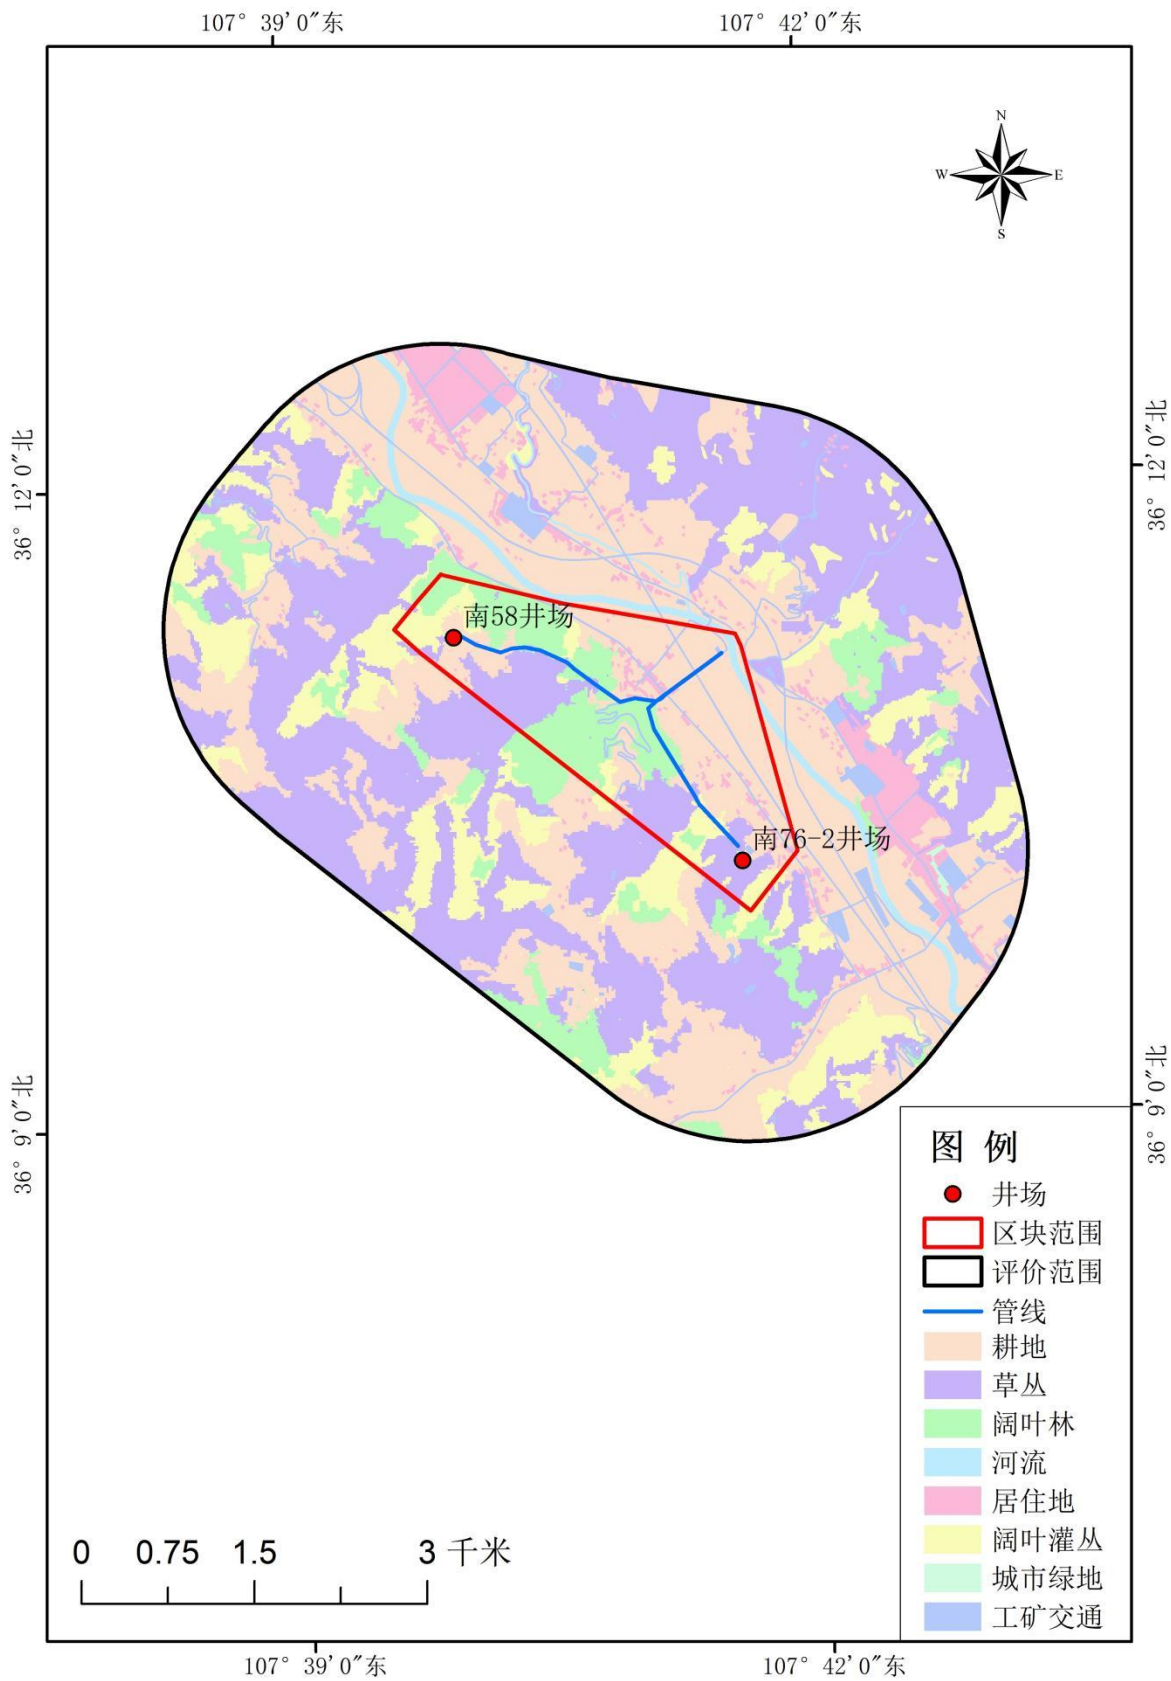 107° 39′0″东
107° 42′0″东
N
W
E
S
36° 12′0″北
36° 12′0″北
南58井场
南76-2井场
36° 9′0″北
36° 9′0″北
图 例
井场
区块范围
评价范围
管线
耕地
草丛
阔叶林
河流
居住地
阔叶灌丛
城市绿地
工矿交通
0 0.75 1.5 3 千米
107° 39′0″东
107° 42′0″东